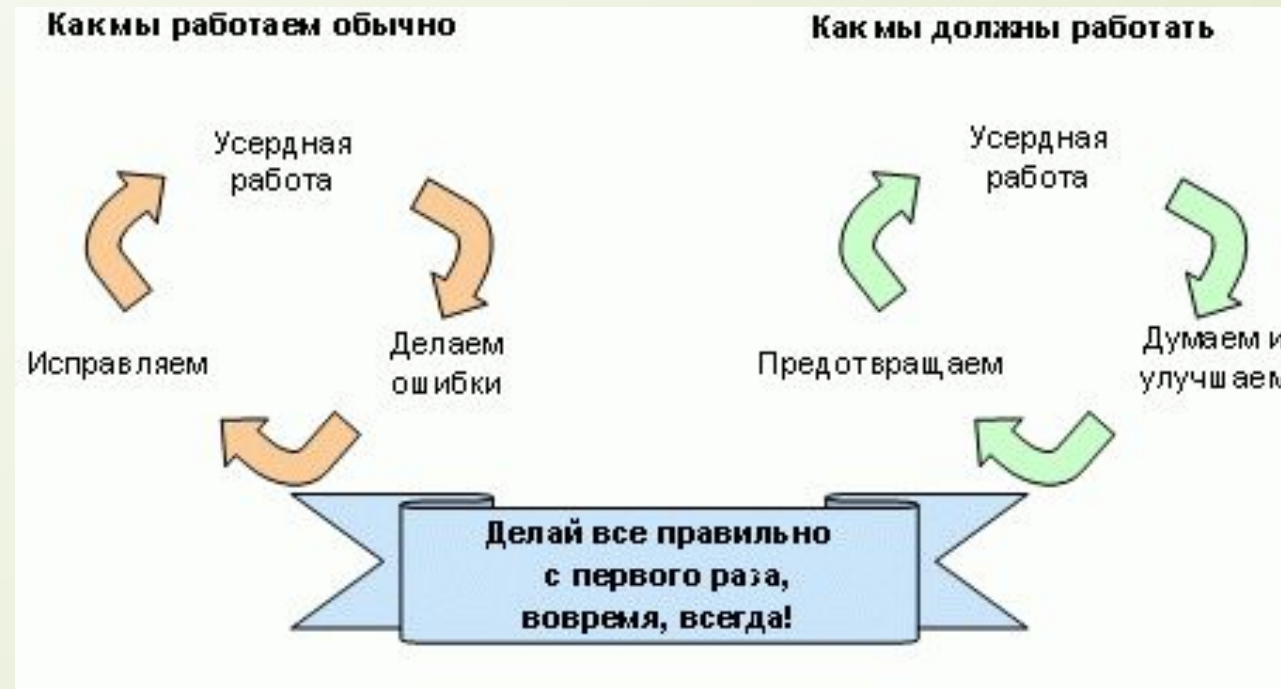 Как мы работаем обычно
Как мы должны работать
Усердная
работа
Делаем
ошибки
Исправляем
Усердная
работа
Думаем и
улучшаем
Предотвращаем
Делай все правильно
с первого раза,
вовремя, всегда!